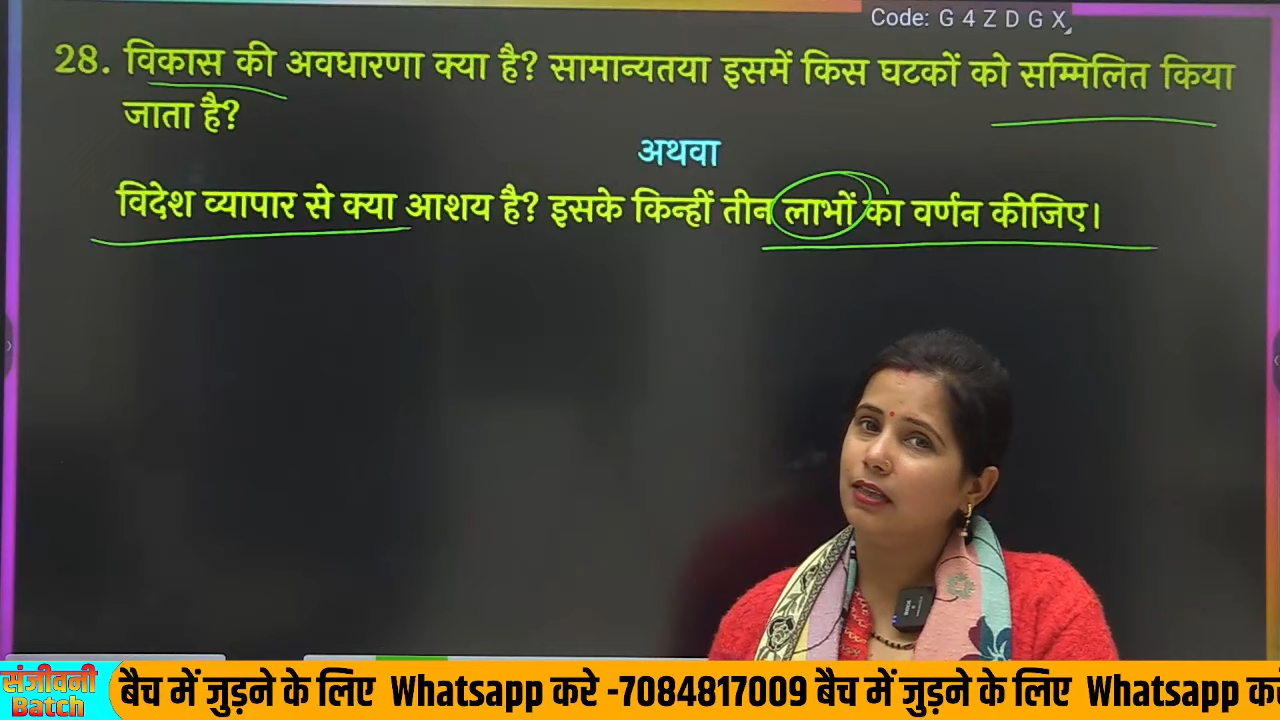 Code: G 4 Z D G X
28. विकास की अवधारणा क्या है? सामान्यतया इसमें किस घटकों को सम्मिलित किया
जाता है?
अथवा
विदेश व्यापार से क्या आशय है? इसके किन्हीं तीन लाभों का वर्णन कीजिए।
संजीवनी
Batch
बैच में जुड़ने के लिए Whatsapp करे -7084817009 बैच में जुड़ने के लिए Whatsapp